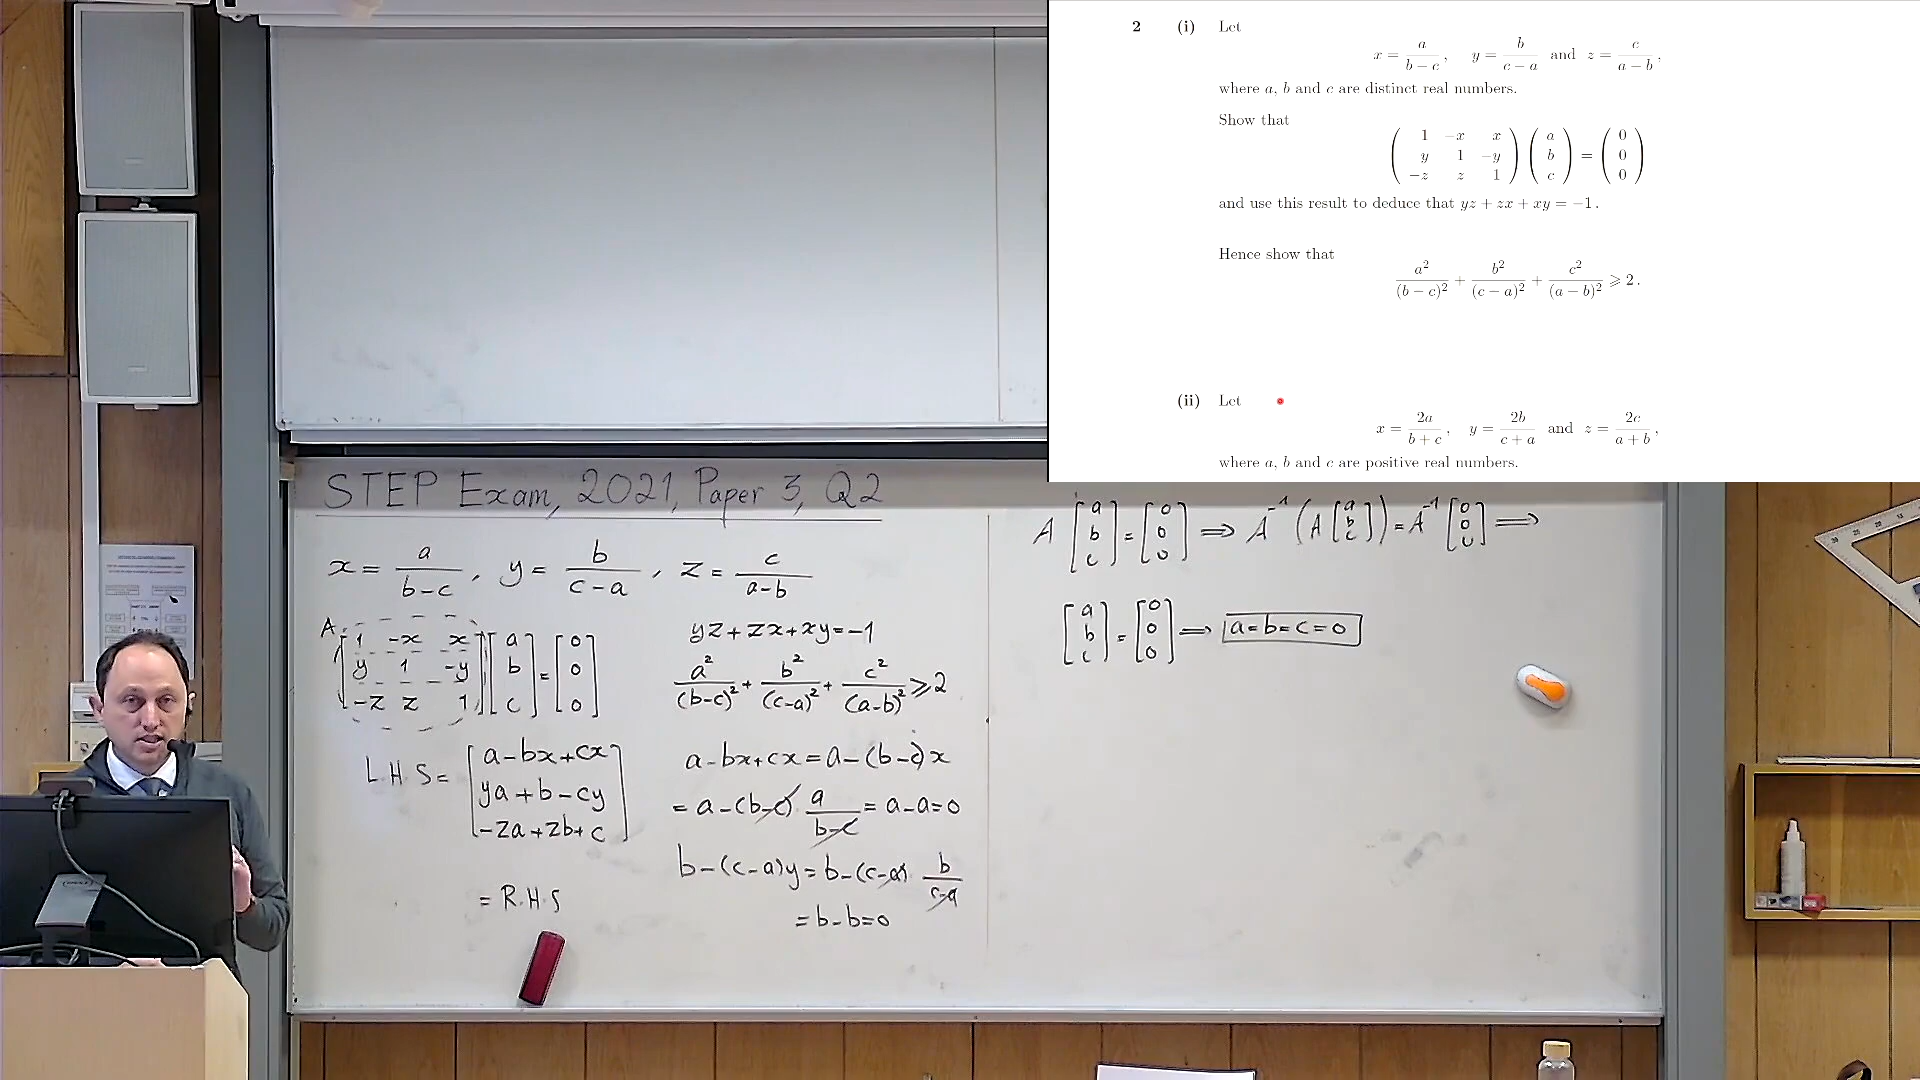 2 (i) Let
x = a/(b − c), y = b/(c − a) and z = c/(a − b),
where a, b and c are distinct real numbers.
Show that
( 1 −x x ) ( a ) ( 0 )
( y 1 −y ) ( b ) = ( 0 )
( −z z 1 ) ( c ) ( 0 )
and use this result to deduce that yz + zx + xy = −1.
Hence show that
a²/(b − c)² + b²/(c − a)² + c²/(a − b)² ⩾ 2.
(ii) Let
x = 2a/(b + c), y = 2b/(c + a) and z = 2c/(a + b),
where a, b and c are positive real numbers.
STEP Exam, 2021, Paper 3, Q2
x = a/(b-c), y = b/(c-a), z = c/(a-b)
A
[ 1 -x x ] [ a ] [ 0 ]
[ y 1 -y ] [ b ] = [ 0 ]
[ -z z 1 ] [ c ] [ 0 ]
L.H.S = [ a-bx+cx ]
[ ya+b-cy ]
[ -za+zb+c ]
= R.H.S
yz+zx+xy=-1
a²/(b-c)² + b²/(c-a)² + c²/(a-b)² ⩾ 2
a-bx+cx = a-(b-c)x
= a-(b-c) · a/(b-c) = a-a=0
b-(c-a)y = b-(c-a) · b/(c-a)
= b-b=0
A [ a b c ] = [ 0 0 0 ] ⟹ A⁻¹ ( A [ a b c ] ) = A⁻¹ [ 0 0 0 ] ⟹
[ a b c ] = [ 0 0 0 ] ⟹ a=b=c=0